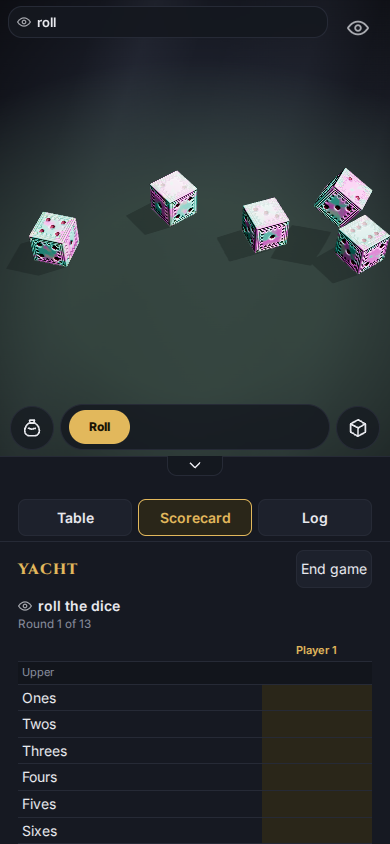 roll
Roll
Table Scorecard Log
YACHT End game
roll the dice
Round 1 of 13
Player 1
Upper
Ones
Twos
Threes
Fours
Fives
Sixes